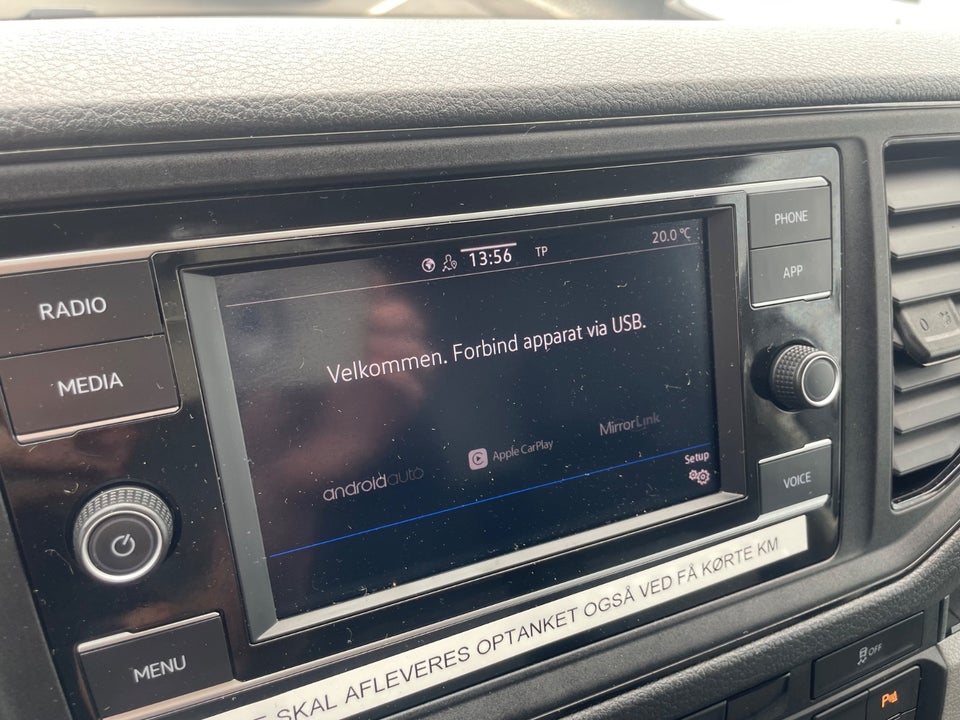 13:56 TP 20.0 °C
PHONE
RADIO
APP
Velkommen. Forbind apparat via USB.
MEDIA
androidauto
Apple CarPlay
MirrorLink
Setup
VOICE
MENU
SKAL AFLEVERES OPTANKET OGSÅ VED FÅ KØRTE KM
0
OFF
P